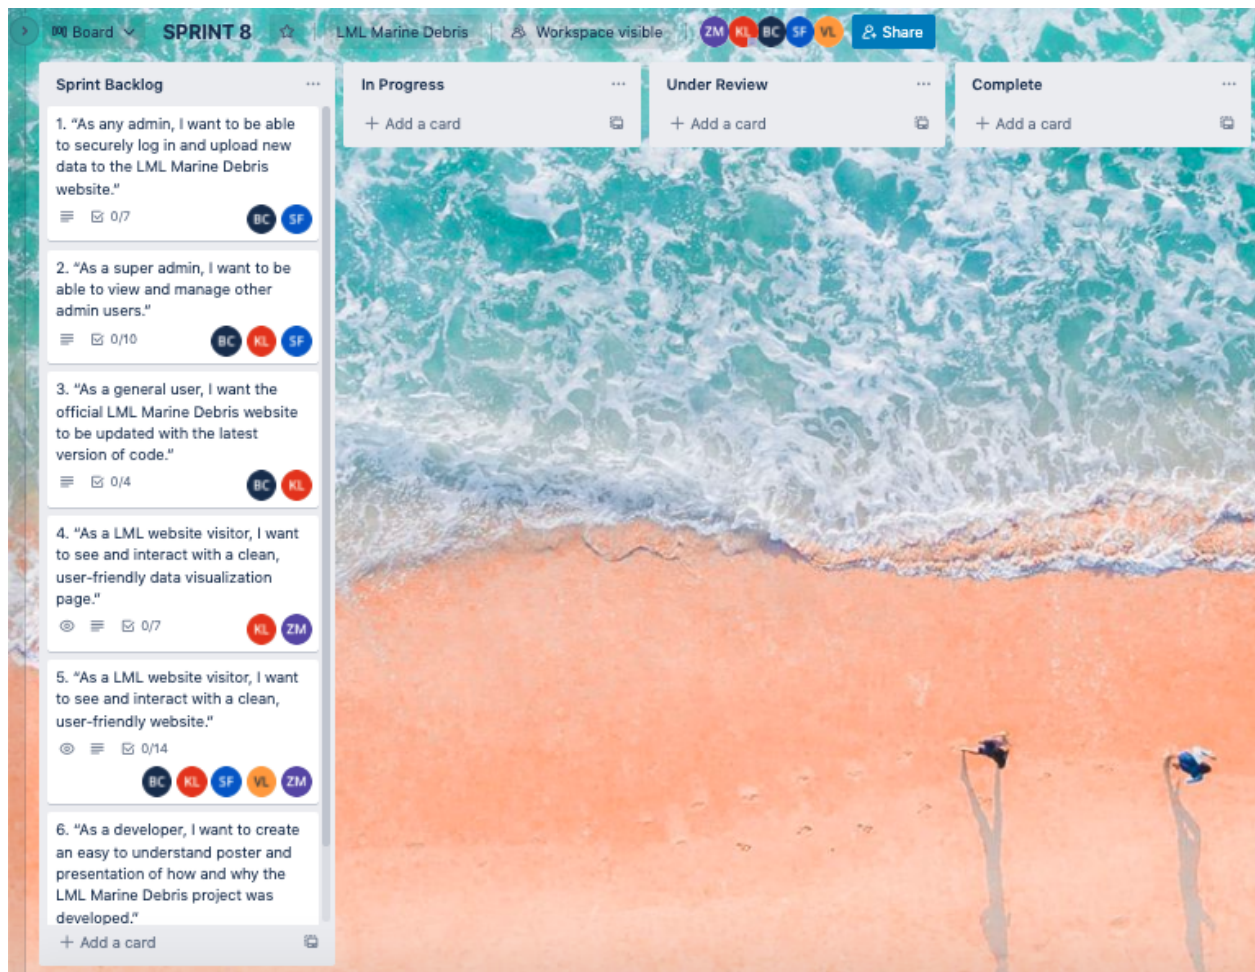 Board
SPRINT 8
LML Marine Debris
Workspace visible
ZM KL BC SF VL
Share
Sprint Backlog
1. “As any admin, I want to be able
to securely log in and upload new
data to the LML Marine Debris
website.”
0/7
BC SF
2. “As a super admin, I want to be
able to view and manage other
admin users.”
0/10
BC KL SF
3. “As a general user, I want the
official LML Marine Debris website
to be updated with the latest
version of code.”
0/4
BC KL
4. “As a LML website visitor, I want
to see and interact with a clean,
user-friendly data visualization
page.”
0/7
KL ZM
5. “As a LML website visitor, I want
to see and interact with a clean,
user-friendly website.”
0/14
BC KL SF VL ZM
6. “As a developer, I want to create
an easy to understand poster and
presentation of how and why the
LML Marine Debris project was
developed.”
+ Add a card
In Progress
+ Add a card
Under Review
+ Add a card
Complete
+ Add a card